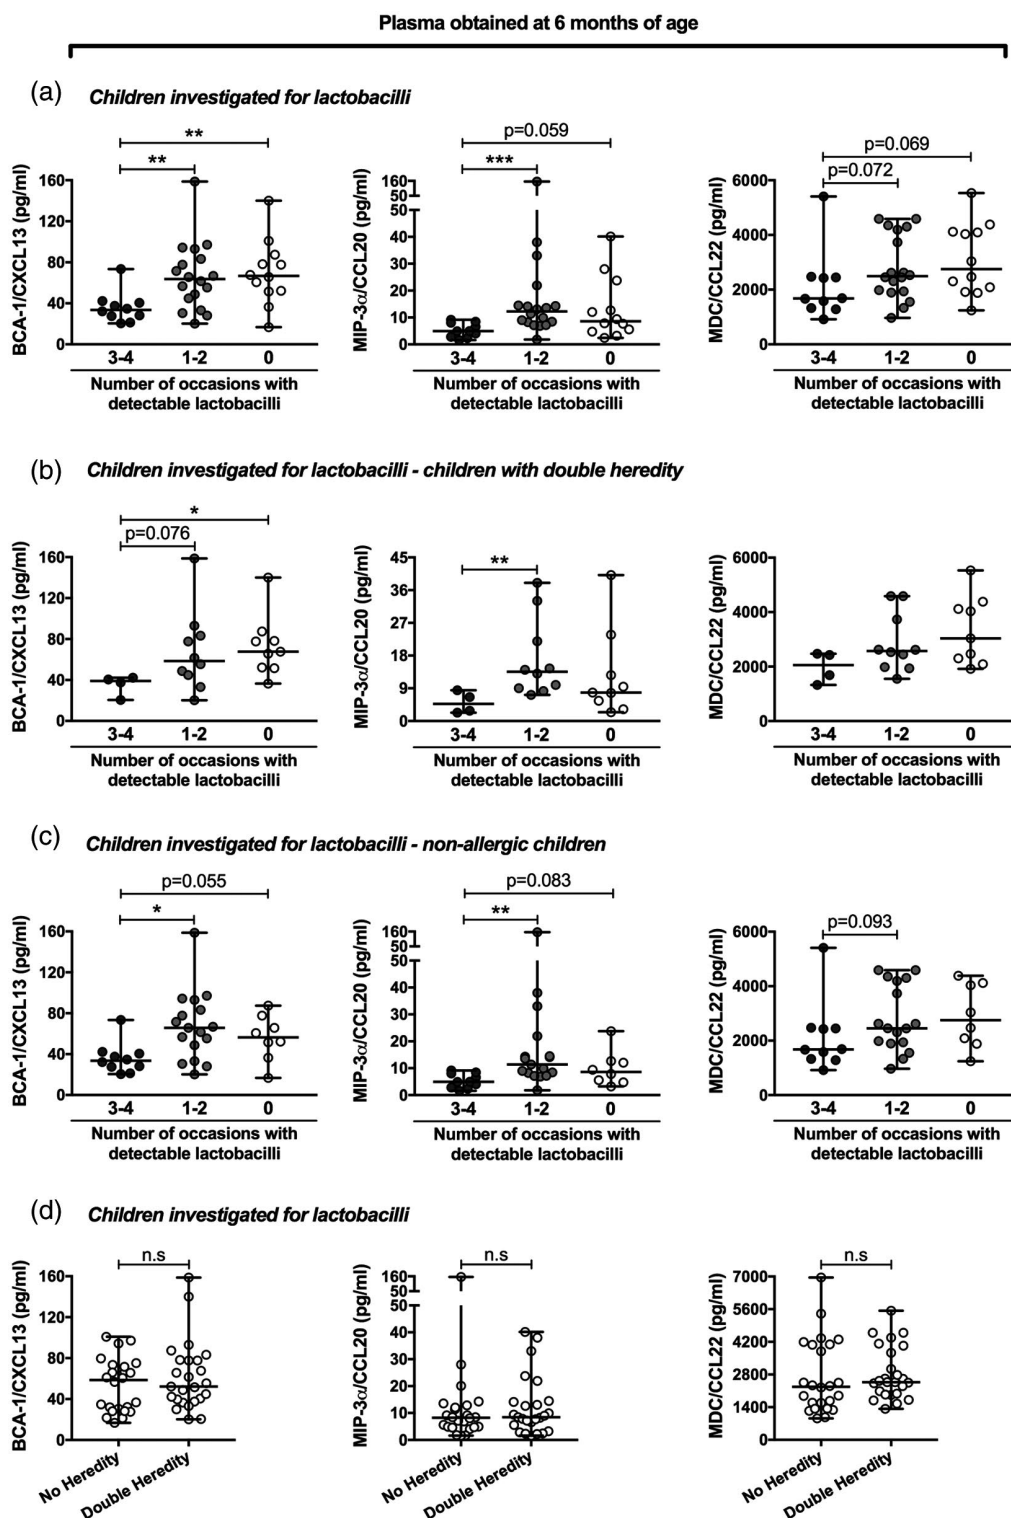 Plasma obtained at 6 months of age
(a) Children investigated for lactobacilli
BCA-1/CXCL13 (pg/ml)
160
120
80
40
0
**
**
3-4 1-2 0
Number of occasions with
detectable lactobacilli
MIP-3α/CCL20 (pg/ml)
160
50
50
40
30
20
10
0
p=0.059
***
3-4 1-2 0
Number of occasions with
detectable lactobacilli
MDC/CCL22 (pg/ml)
6000
4000
2000
0
p=0.069
p=0.072
3-4 1-2 0
Number of occasions with
detectable lactobacilli
(b) Children investigated for lactobacilli - children with double heredity
BCA-1/CXCL13 (pg/ml)
160
120
80
40
0
*
p=0.076
3-4 1-2 0
Number of occasions with
detectable lactobacilli
MIP-3α/CCL20 (pg/ml)
45
36
27
18
9
0
**
3-4 1-2 0
Number of occasions with
detectable lactobacilli
MDC/CCL22 (pg/ml)
6000
4000
2000
0
3-4 1-2 0
Number of occasions with
detectable lactobacilli
(c) Children investigated for lactobacilli - non-allergic children
BCA-1/CXCL13 (pg/ml)
160
120
80
40
0
p=0.055
*
3-4 1-2 0
Number of occasions with
detectable lactobacilli
MIP-3α/CCL20 (pg/ml)
160
50
50
40
30
20
10
0
p=0.083
**
3-4 1-2 0
Number of occasions with
detectable lactobacilli
MDC/CCL22 (pg/ml)
6000
4000
2000
0
p=0.093
3-4 1-2 0
Number of occasions with
detectable lactobacilli
(d) Children investigated for lactobacilli
BCA-1/CXCL13 (pg/ml)
160
120
80
40
0
n.s
No Heredity
Double Heredity
MIP-3α/CCL20 (pg/ml)
160
50
50
40
30
20
10
0
n.s
No Heredity
Double Heredity
MDC/CCL22 (pg/ml)
7000
5600
4200
2800
1400
0
n.s
No Heredity
Double Heredity